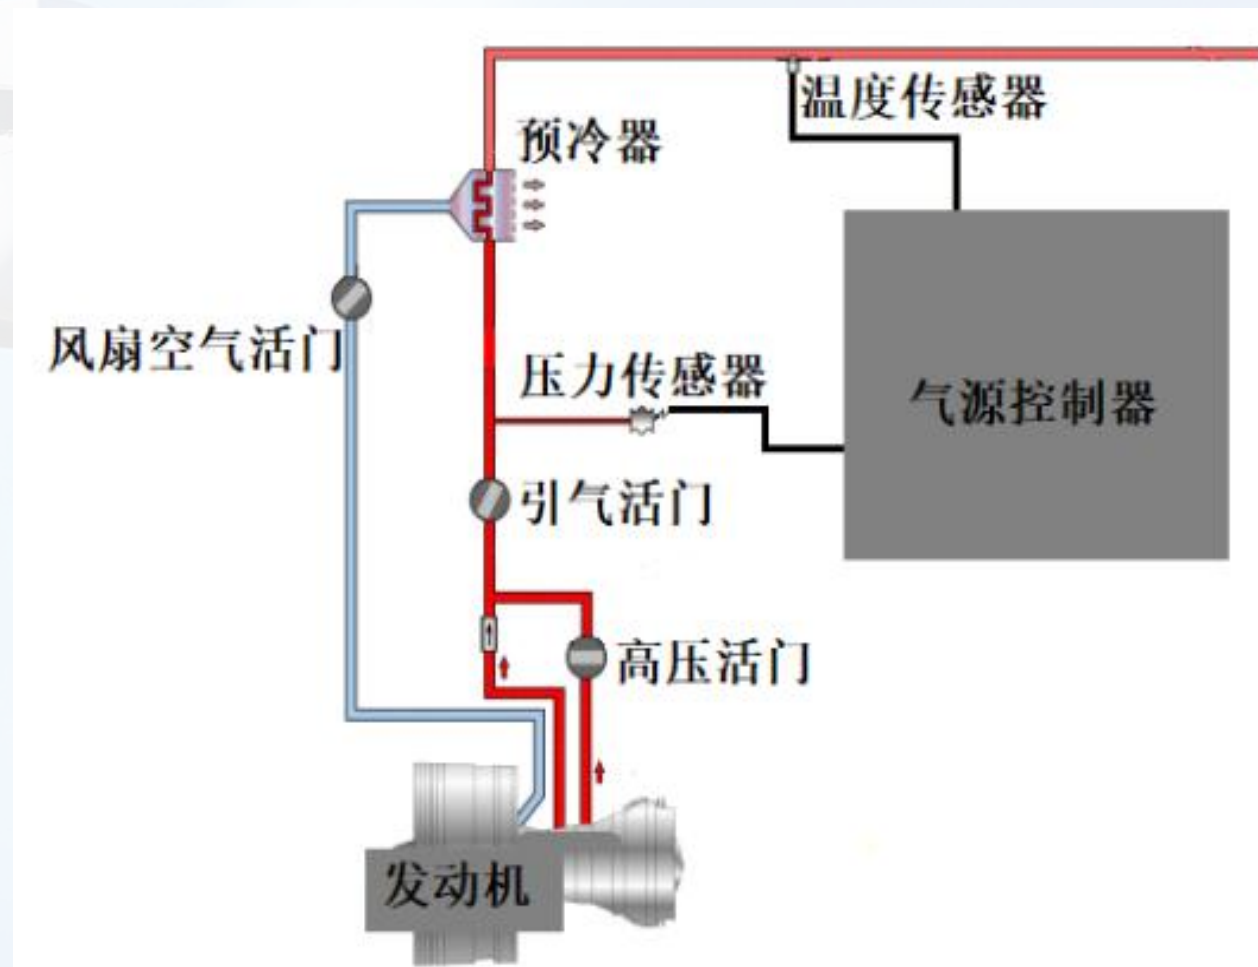 温度传感器
预冷器
风扇空气活门
压力传感器
气源控制器
引气活门
高压活门
发动机